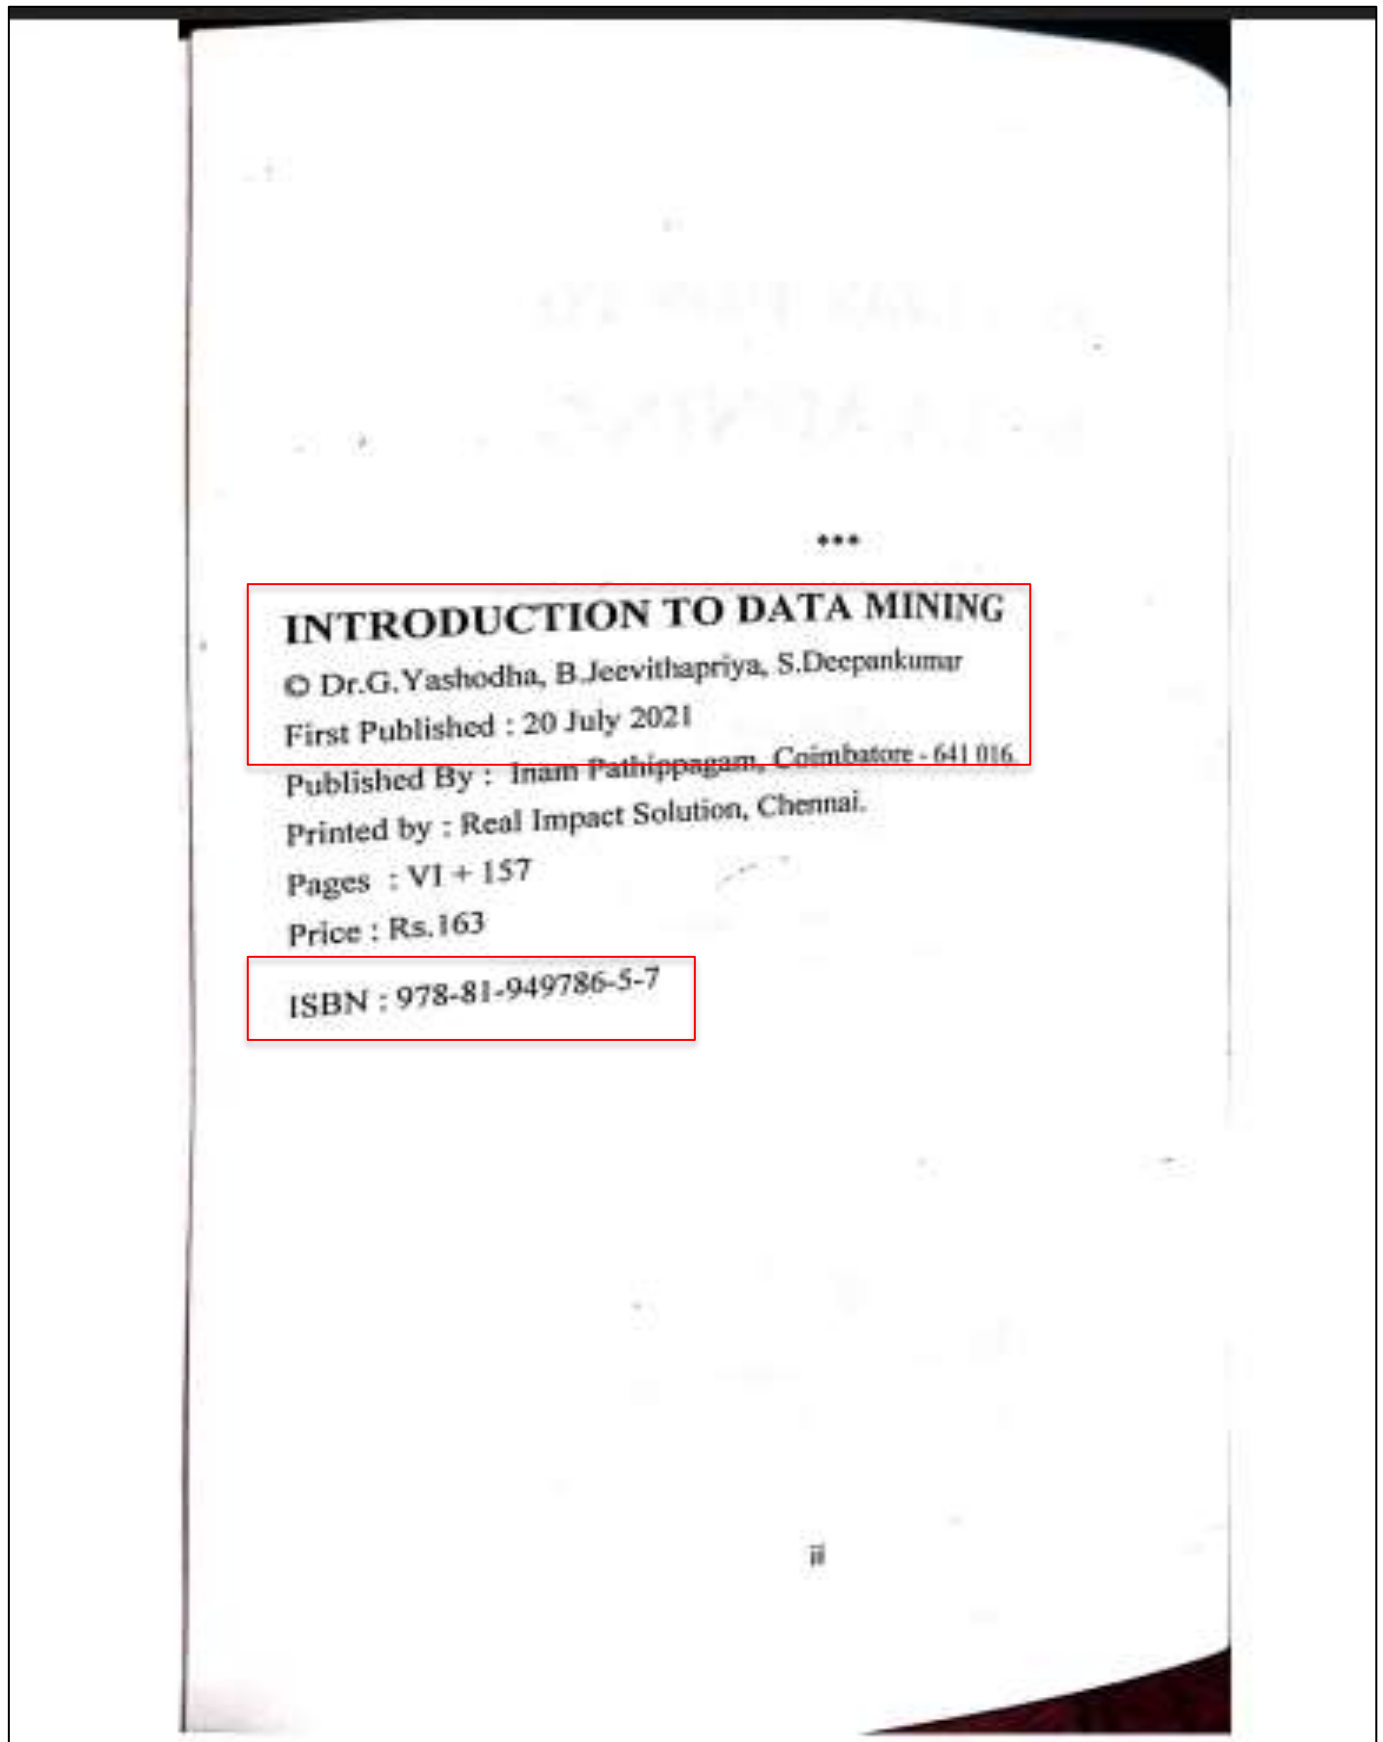 ***
INTRODUCTION TO DATA MINING
© Dr.G.Yashodha, B.Jeevithapriya, S.Deepankumar
First Published : 20 July 2021
Published By : Inam Pathippagam, Coimbatore - 641 016.
Printed by : Real Impact Solution, Chennai.
Pages : VI + 157
Price : Rs.163
ISBN : 978-81-949786-5-7
ii